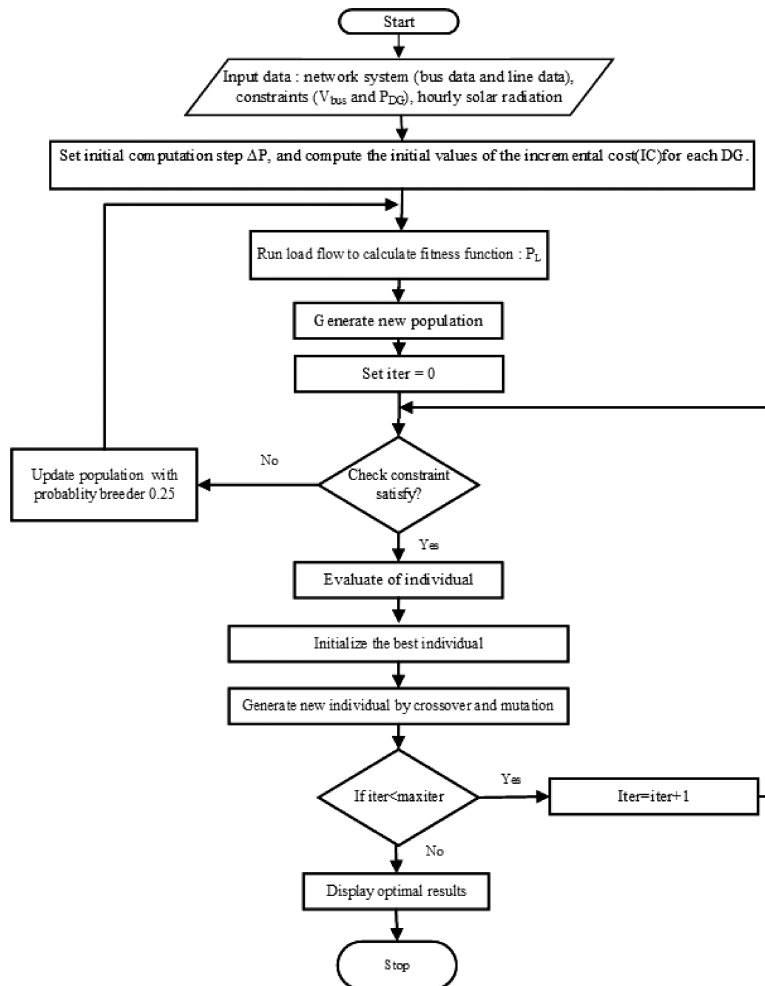 Start
Input data : network system (bus data and line data),
constraints (Vbus and PDG), hourly solar radiation
Set initial computation step ΔP, and compute the initial values of the incremental cost(IC)for each DG.
Run load flow to calculate fitness function : PL
Generate new population
Set iter = 0
No
Check constraint
satisfy?
Update population with
probablity breeder 0.25
Yes
Evaluate of individual
Initialize the best individual
Generate new individual by crossover and mutation
If iter<maxiter
Yes
Iter=iter+1
No
Display optimal results
Stop